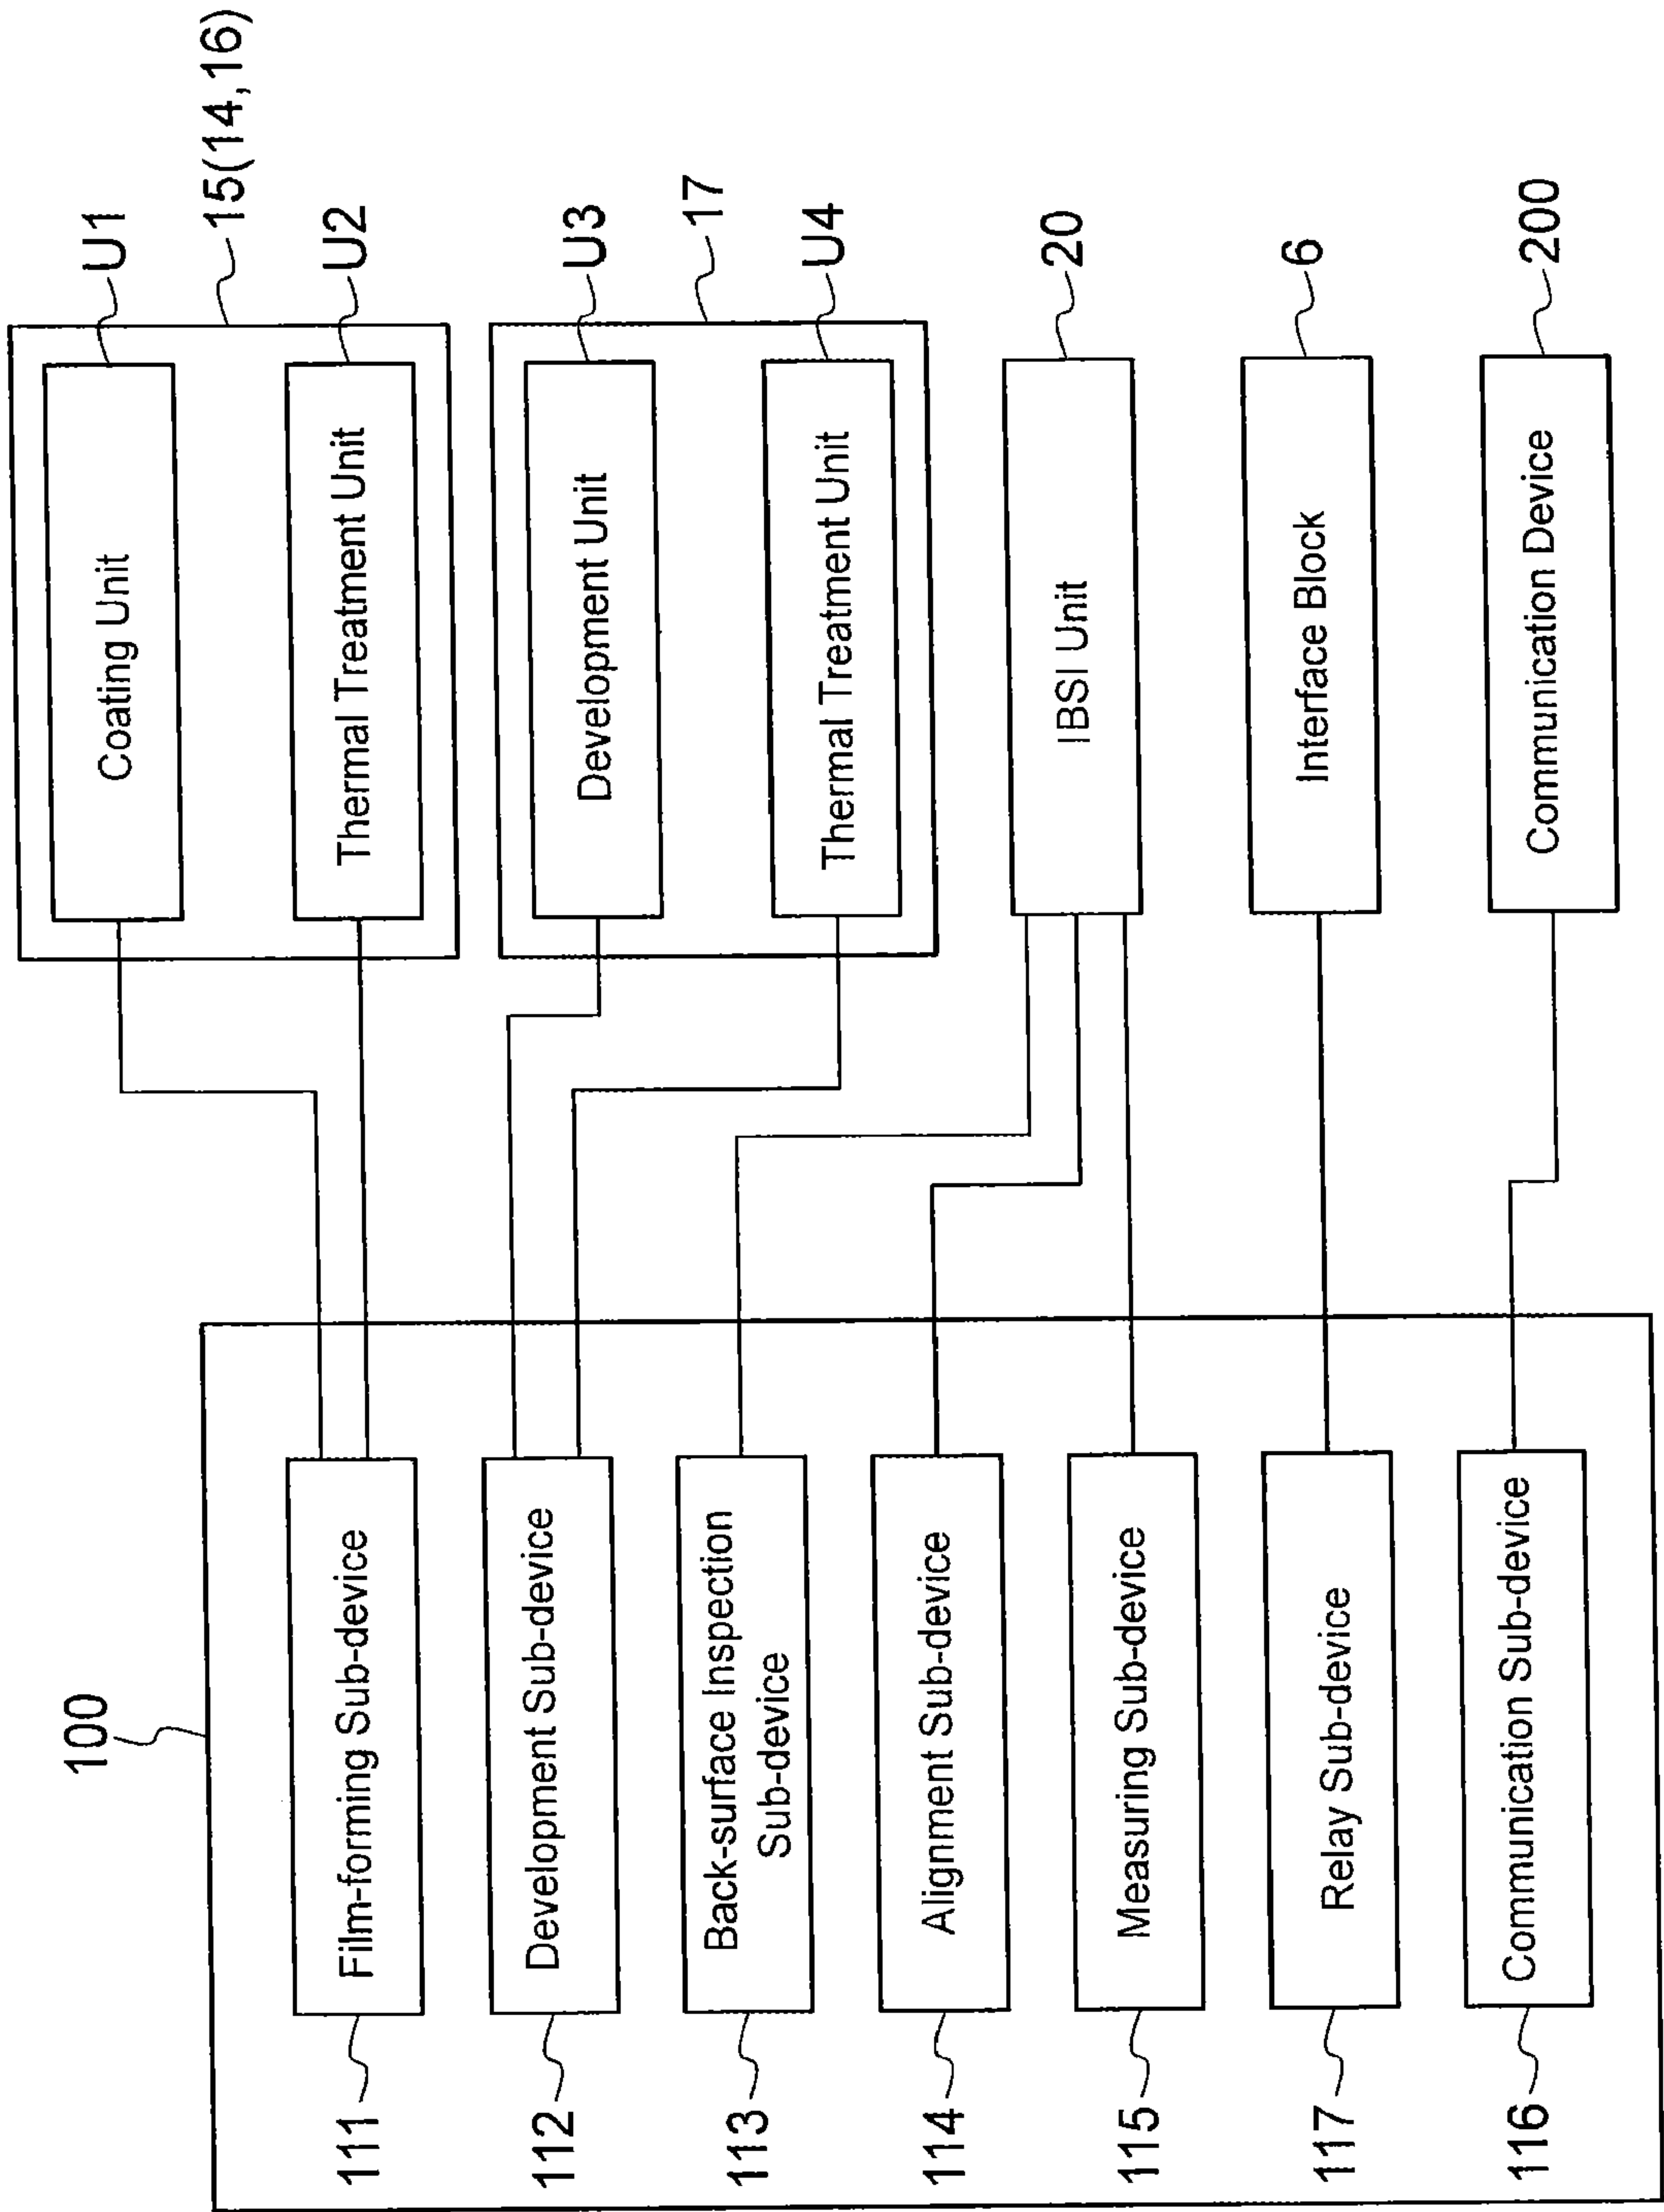 100
111
Film-forming Sub-device
112
Development Sub-device
113
Back-surface Inspection
Sub-device
114
Alignment Sub-device
115
Measuring Sub-device
117
Relay Sub-device
116
Communication Sub-device
Coating Unit
U1
15(14,16)
Thermal Treatment Unit
U2
Development Unit
U3
17
Thermal Treatment Unit
U4
IBSI Unit
20
Interface Block
6
Communication Device
200